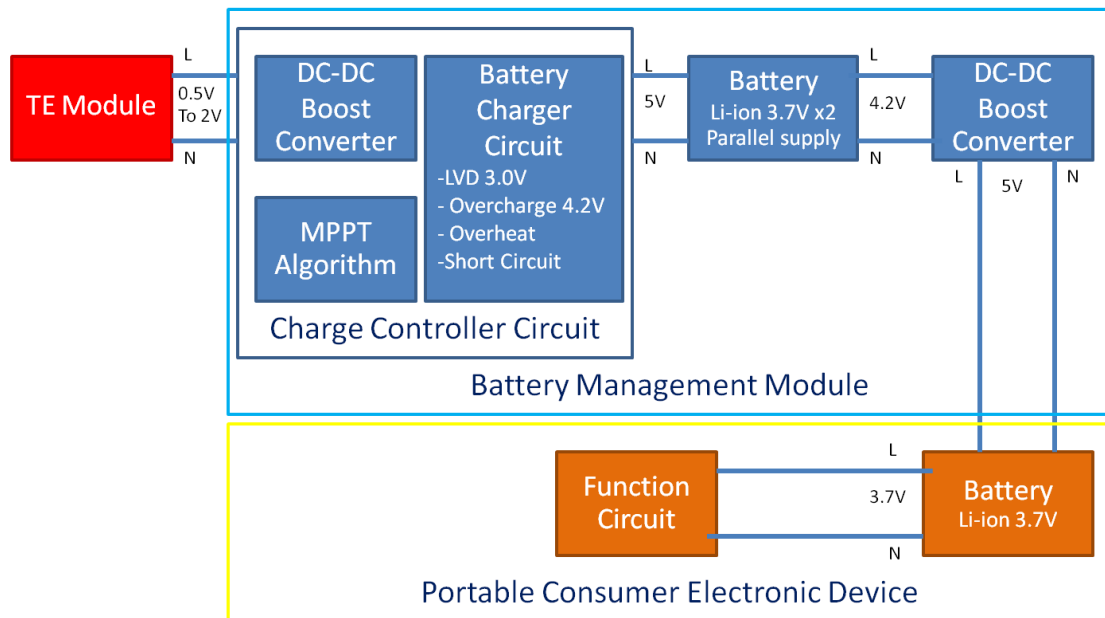 TE Module
L
0.5V
To 2V
N
DC-DC
Boost
Converter
MPPT
Algorithm
Battery
Charger
Circuit
-LVD 3.0V
- Overcharge 4.2V
- Overheat
-Short Circuit
Charge Controller Circuit
L
5V
N
Battery
Li-ion 3.7V x2
Parallel supply
L
4.2V
N
DC-DC
Boost
Converter
L
5V
N
Battery Management Module
Function
Circuit
L
3.7V
N
Battery
Li-ion 3.7V
Portable Consumer Electronic Device